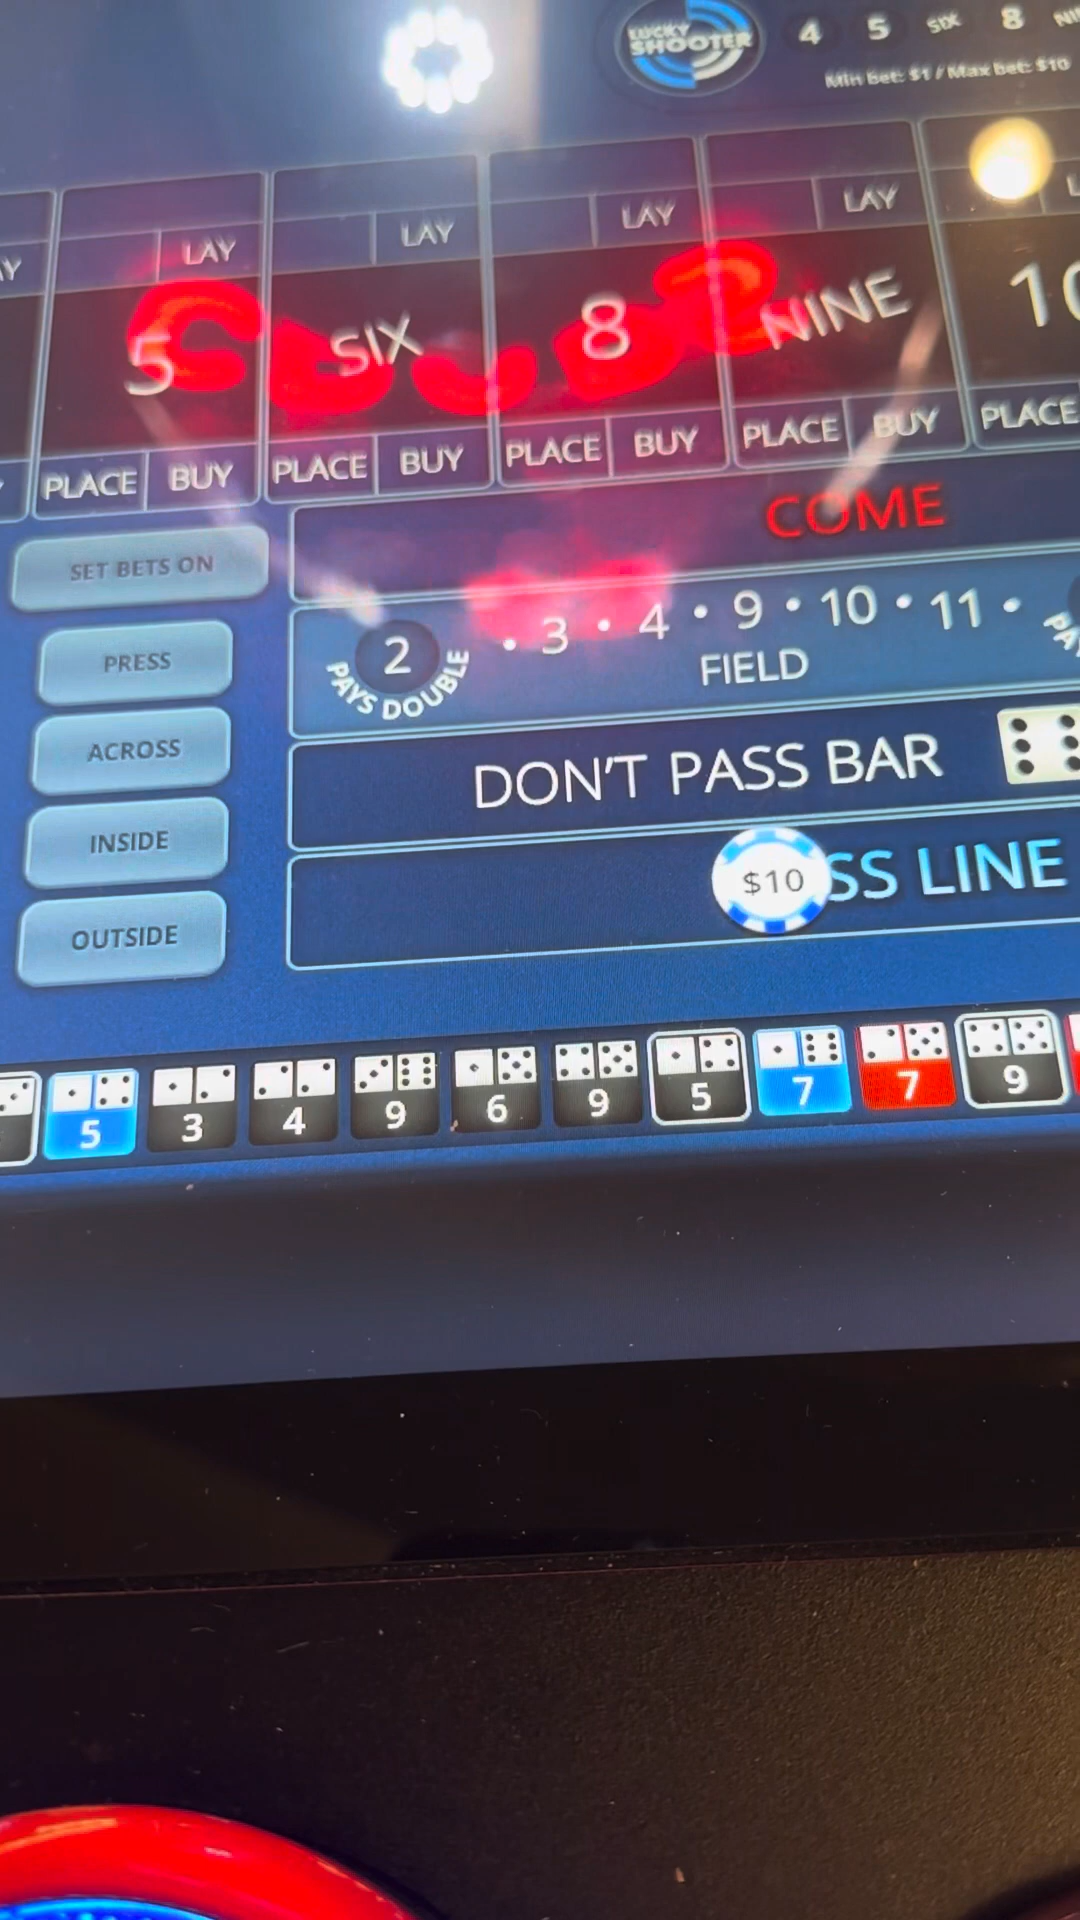 LUCKY
SHOOTER
4 5 SIX 8
Min bet: $1 / Max bet: $10
LAY LAY LAY LAY
5 SIX 8 NINE 10
PLACE BUY PLACE BUY PLACE BUY PLACE BUY PLACE
SET BETS ON
COME
PRESS
2 • 3 • 4 • 9 • 10 • 11 •
PAYS DOUBLE
FIELD
ACROSS
DON'T PASS BAR
INSIDE
$10 SS LINE
OUTSIDE
5 3 4 9 6 9 5 7 7 9